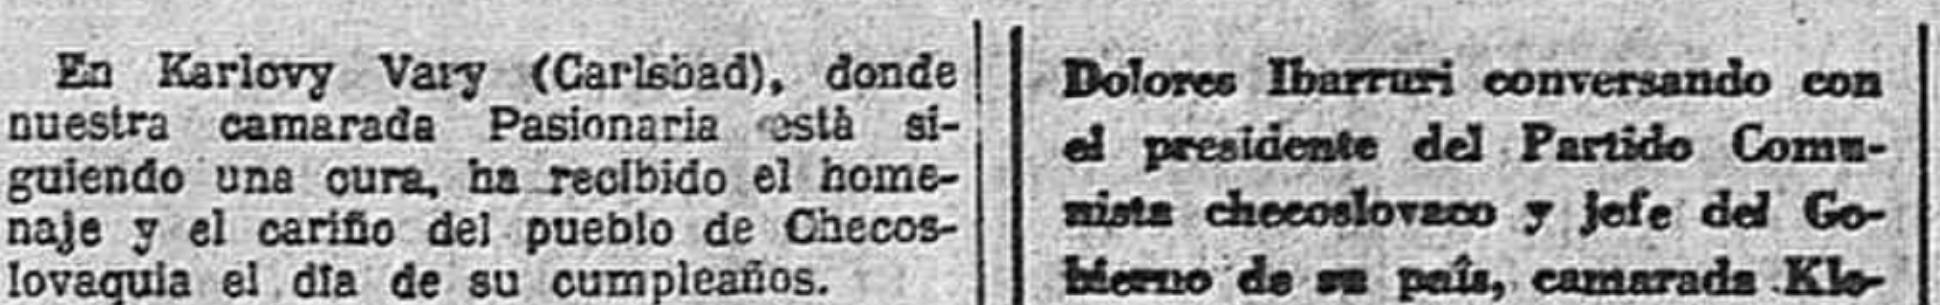 En Karlovy Vary (Carlsbad), donde
nuestra camarada Pasionaria està si-
guiendo una cura, ha recibido el home-
naje y el cariño del pueblo de Checos-
lovaquia el día de su cumpleaños.
Dolores Ibarruri conversando con
el presidente del Partido Comu-
nista checoslovaco y jefe del Go-
bierno de su país, camarada Klo-